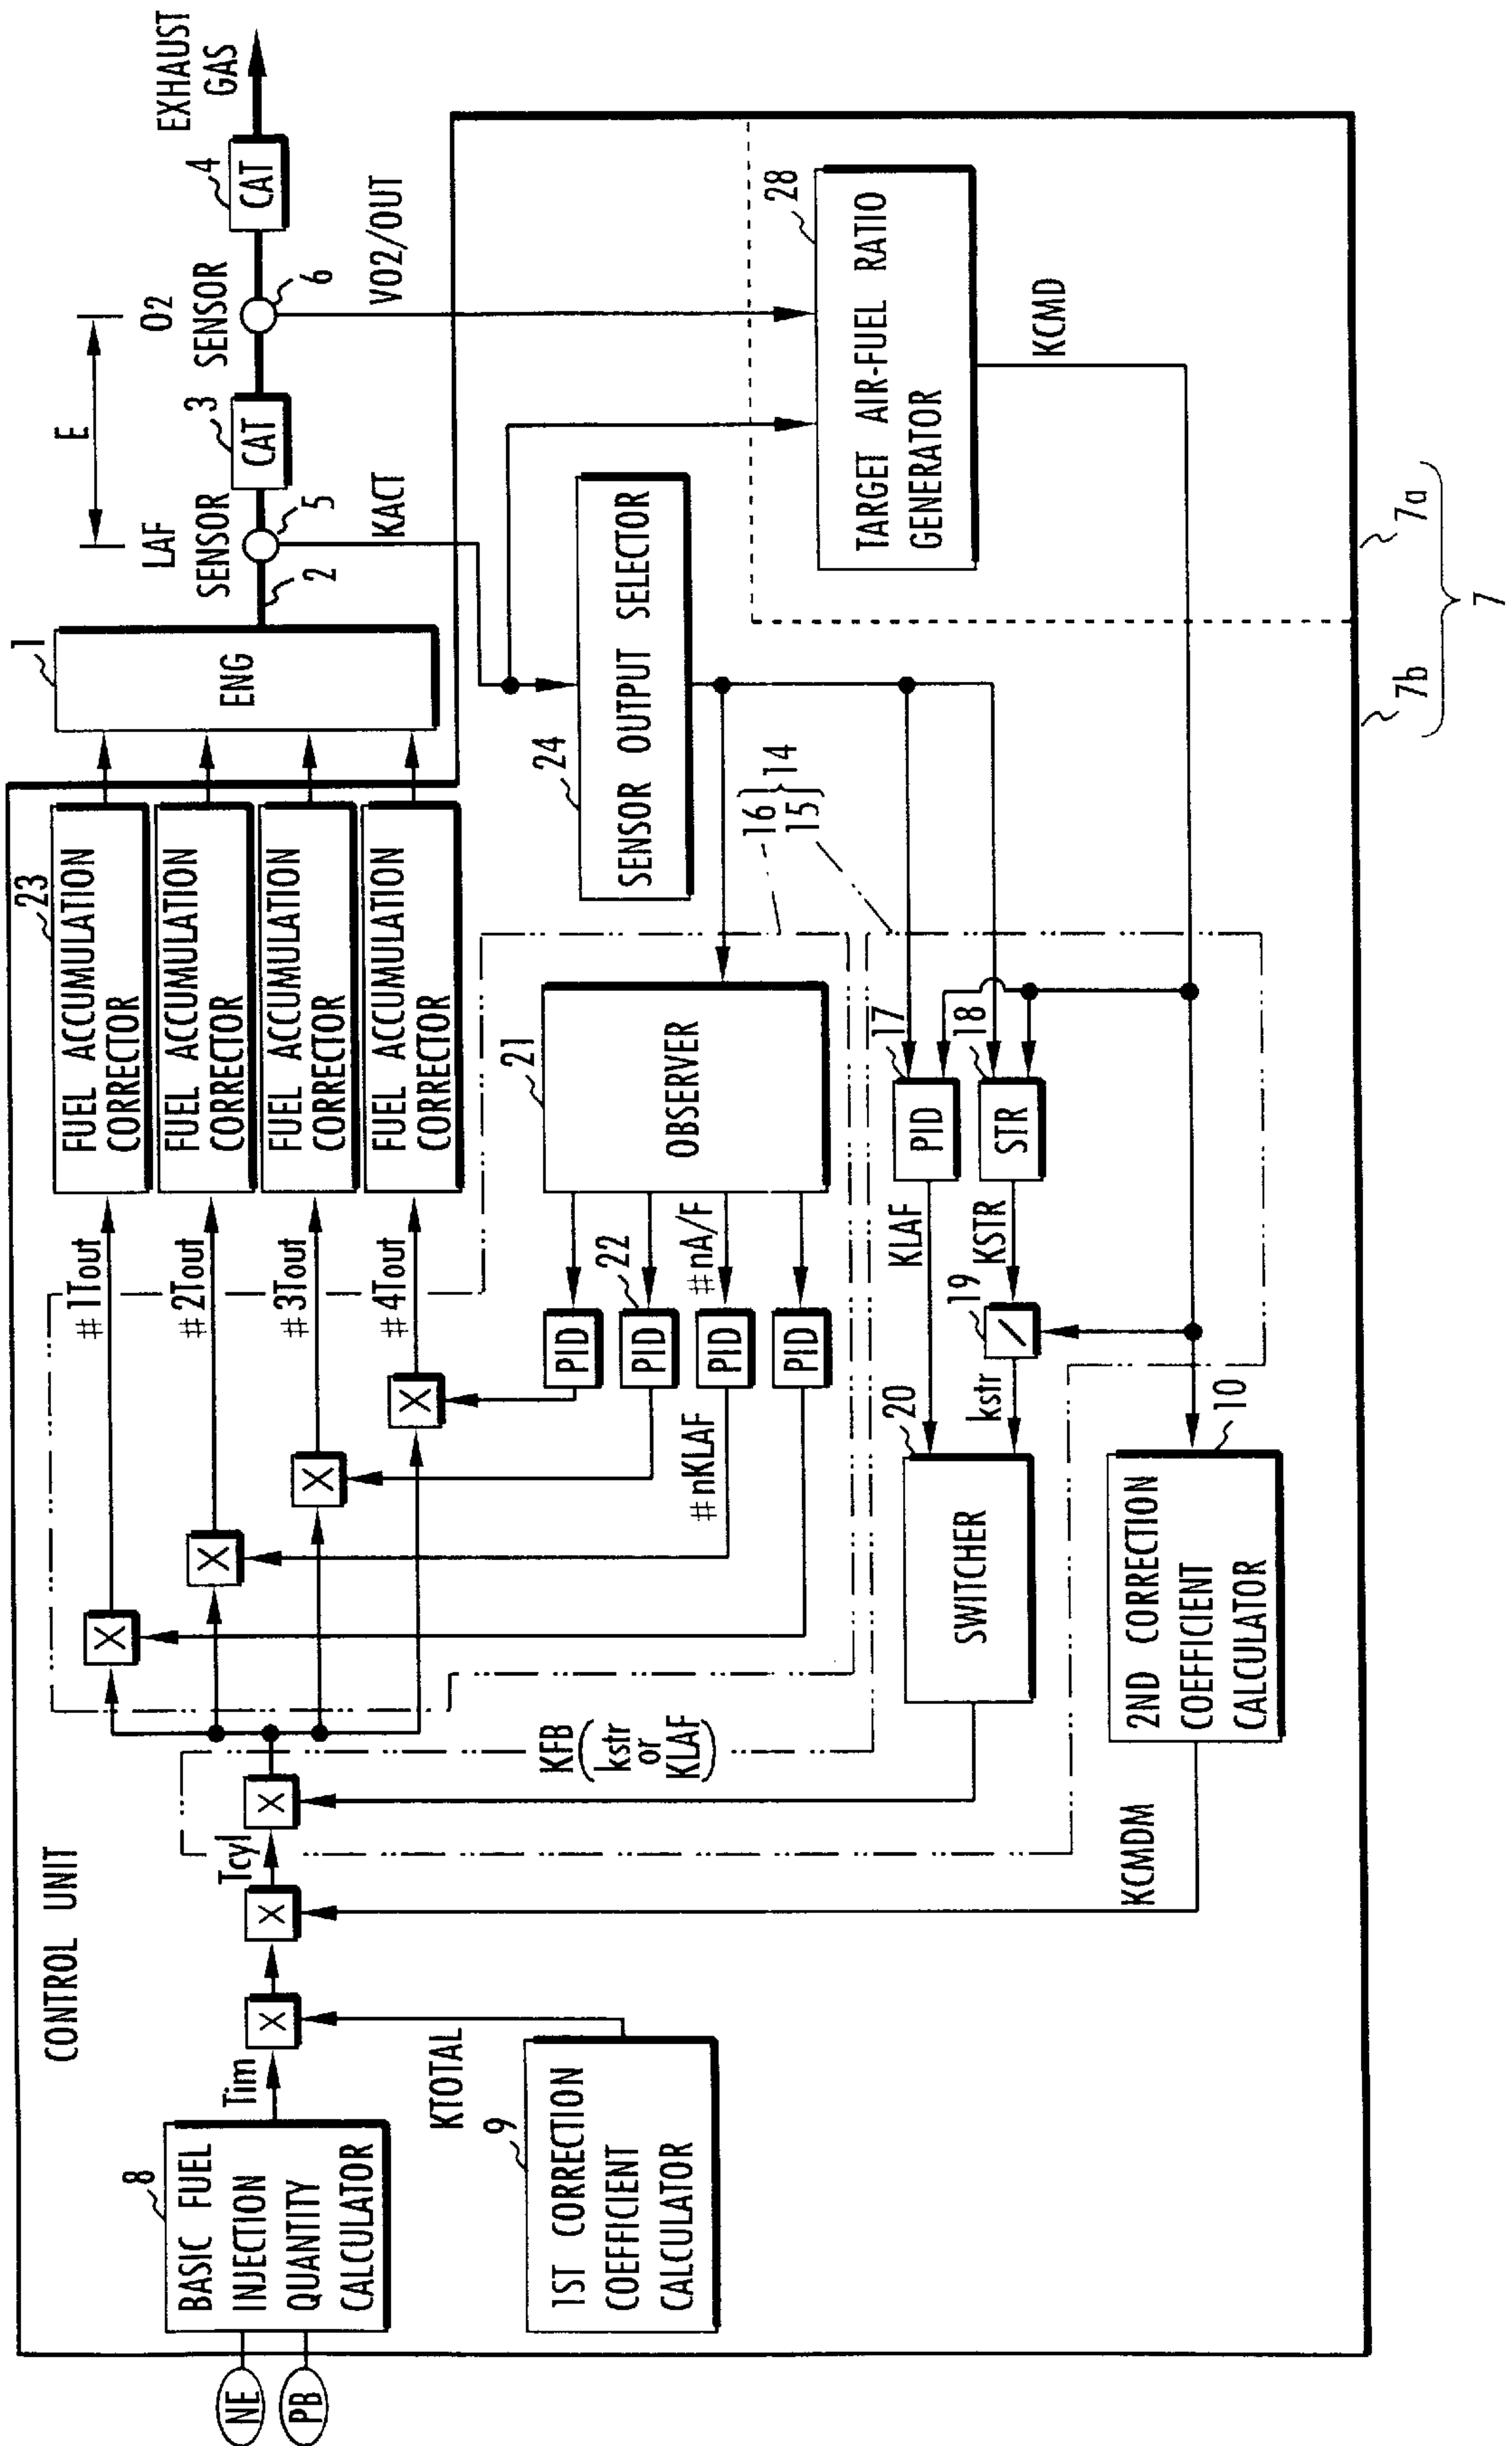 EXHAUST
GAS
4
CAT
O2
SENSOR
6
VO2/OUT
E
3
CAT
LAF
SENSOR
5
KACT
2
1
ENG
28
TARGET AIR-FUEL RATIO
GENERATOR
KCMD
24
SENSOR OUTPUT SELECTOR
7a
7b
7
23
FUEL ACCUMULATION
CORRECTOR
FUEL ACCUMULATION
CORRECTOR
FUEL ACCUMULATION
CORRECTOR
FUEL ACCUMULATION
CORRECTOR
16
15
14
21
OBSERVER
17
PID
18
STR
#1Tout
#2Tout
#3Tout
#4Tout
PID
22
PID
#nA/F
PID
PID
#nKLAF
KLAF
KSTR
19
/
kstr
20
SWITCHER
10
2ND CORRECTION
COEFFICIENT
CALCULATOR
X
X
X
X
KFB (kstr or KLAF)
X
Tcyl
X
KCMDM
X
CONTROL UNIT
Tim
KTOTAL
8
BASIC FUEL
INJECTION
QUANTITY
CALCULATOR
9
1ST CORRECTION
COEFFICIENT
CALCULATOR
NE
PB